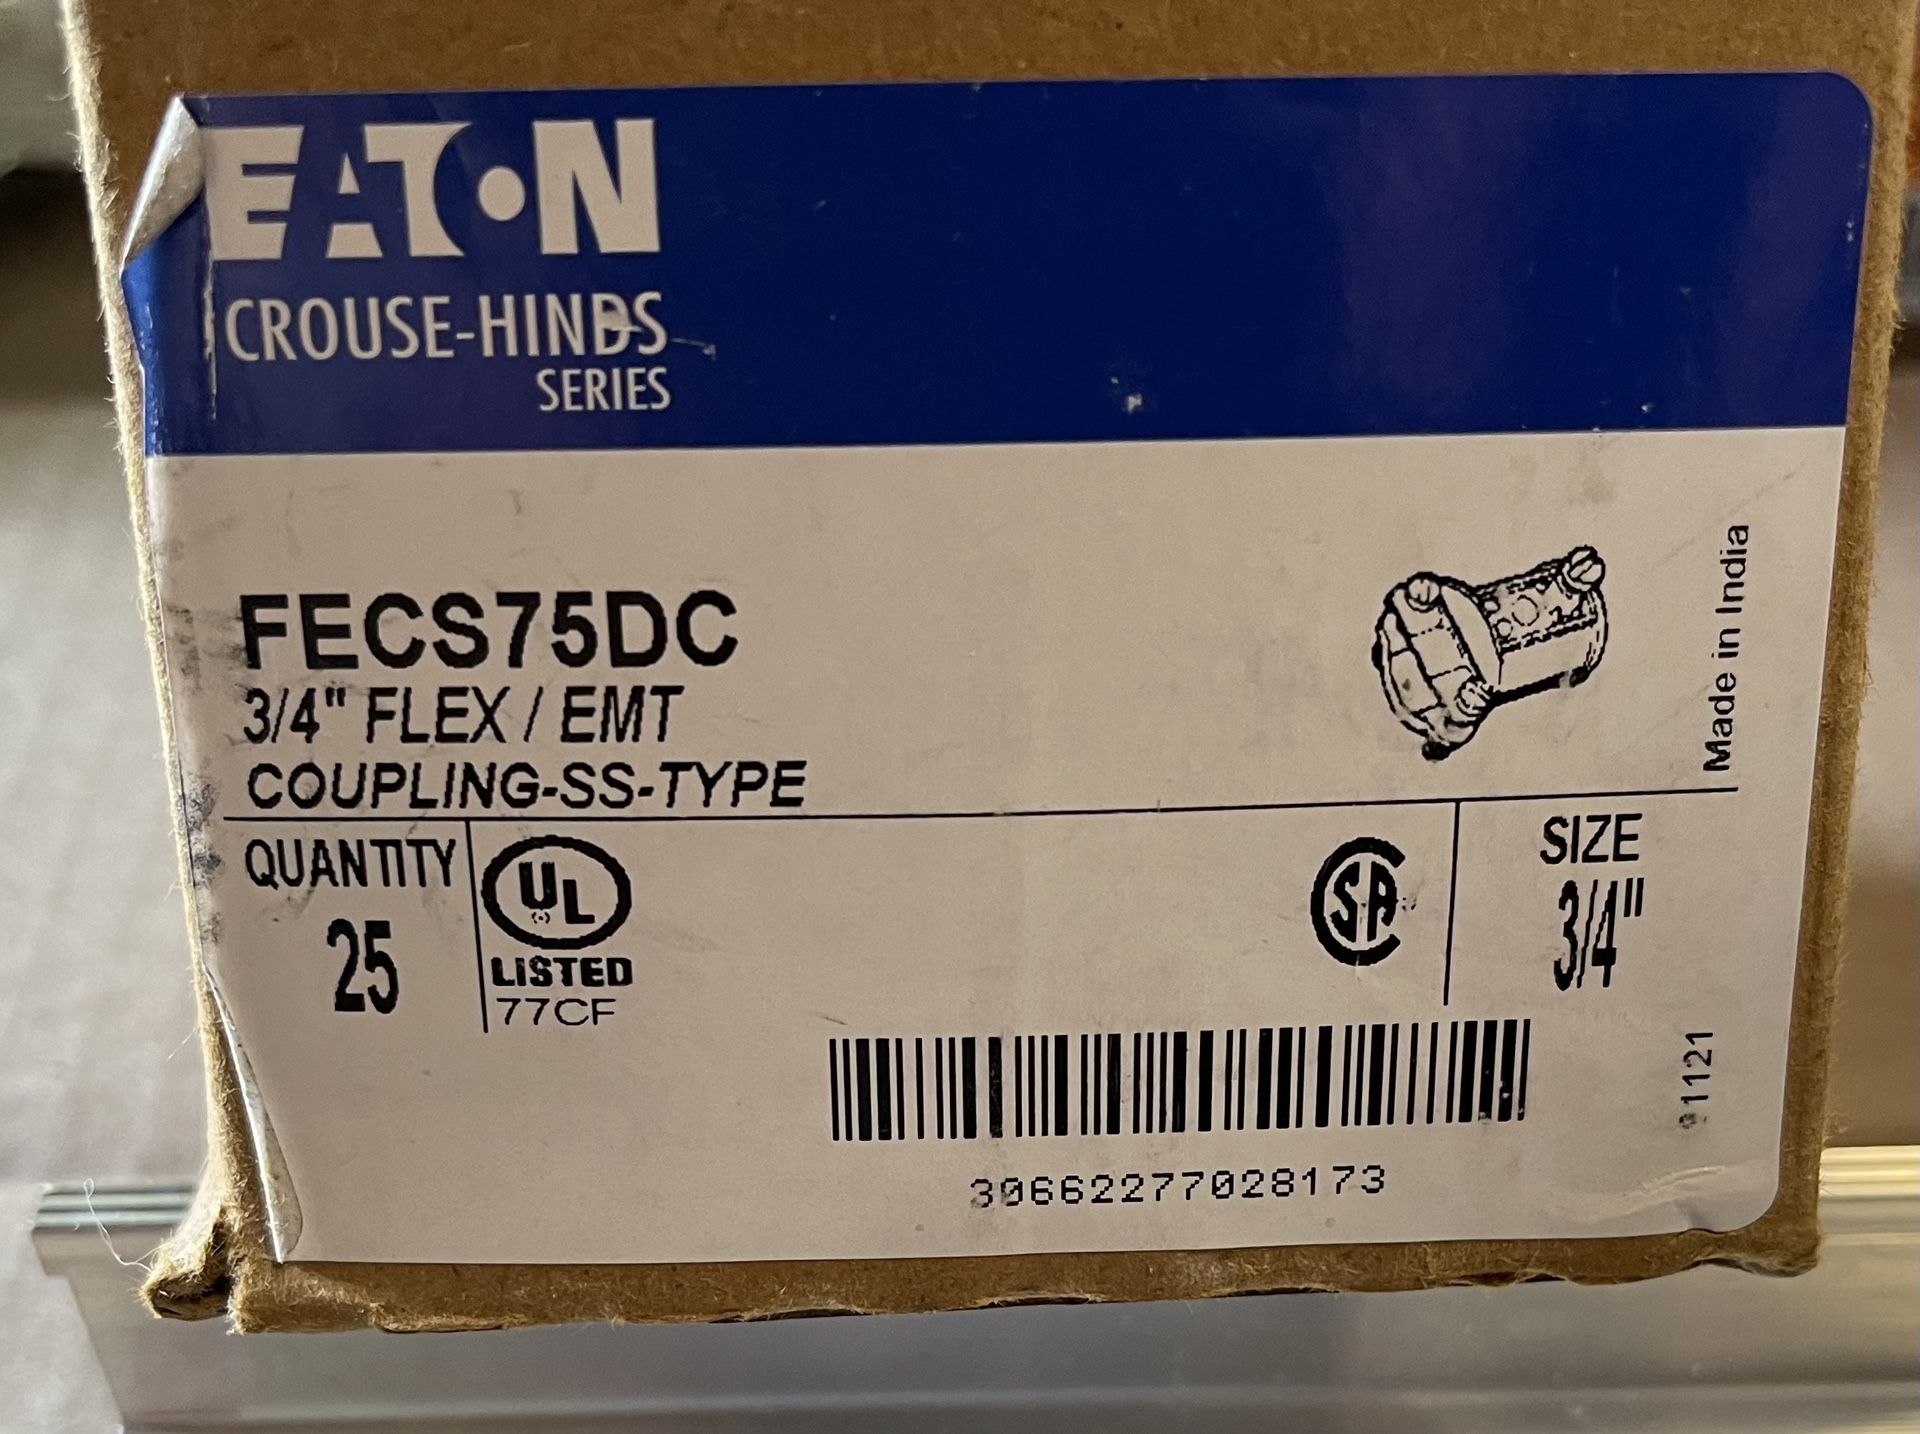 EATON
CROUSE-HINDS
SERIES
FECS75DC
3/4" FLEX / EMT
COUPLING-SS-TYPE
Made in India
QUANTITY
25
UL
LISTED
77CF
CSA
SIZE
3/4"
30662277028173